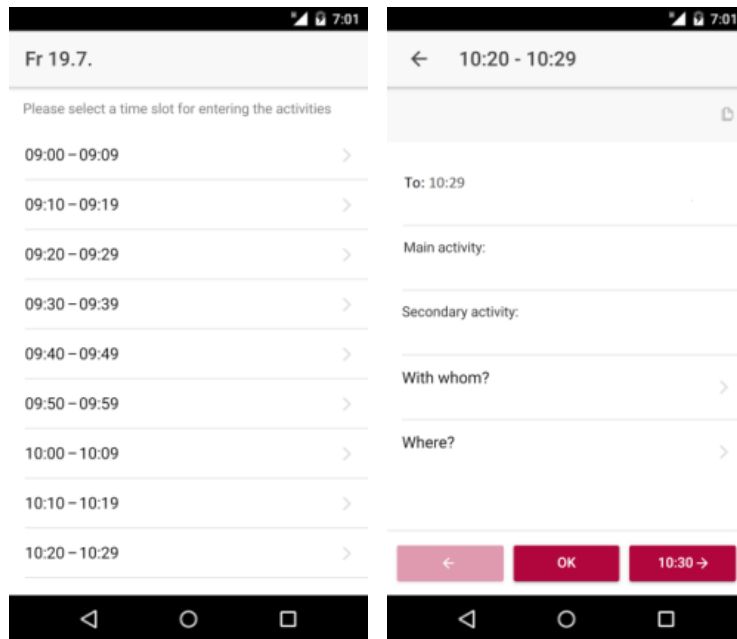 7:01
Fr 19.7.
Please select a time slot for entering the activities
09:00 – 09:09
09:10 – 09:19
09:20 – 09:29
09:30 – 09:39
09:40 – 09:49
09:50 – 09:59
10:00 – 10:09
10:10 – 10:19
10:20 – 10:29
7:01
← 10:20 - 10:29
To: 10:29
Main activity:
Secondary activity:
With whom?
Where?
← OK 10:30 →